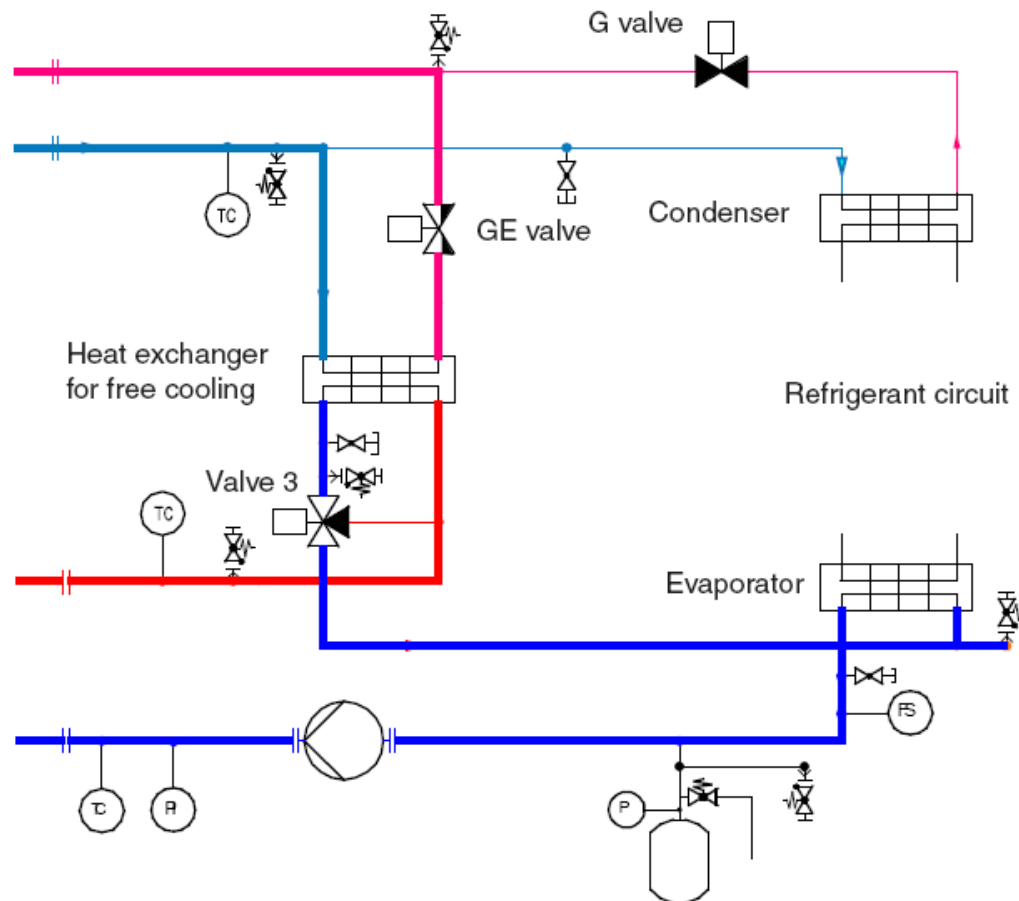 G valve
TC
Condenser
GE valve
Heat exchanger
for free cooling
Refrigerant circuit
Valve 3
TC
Evaporator
FS
TC
PI
P